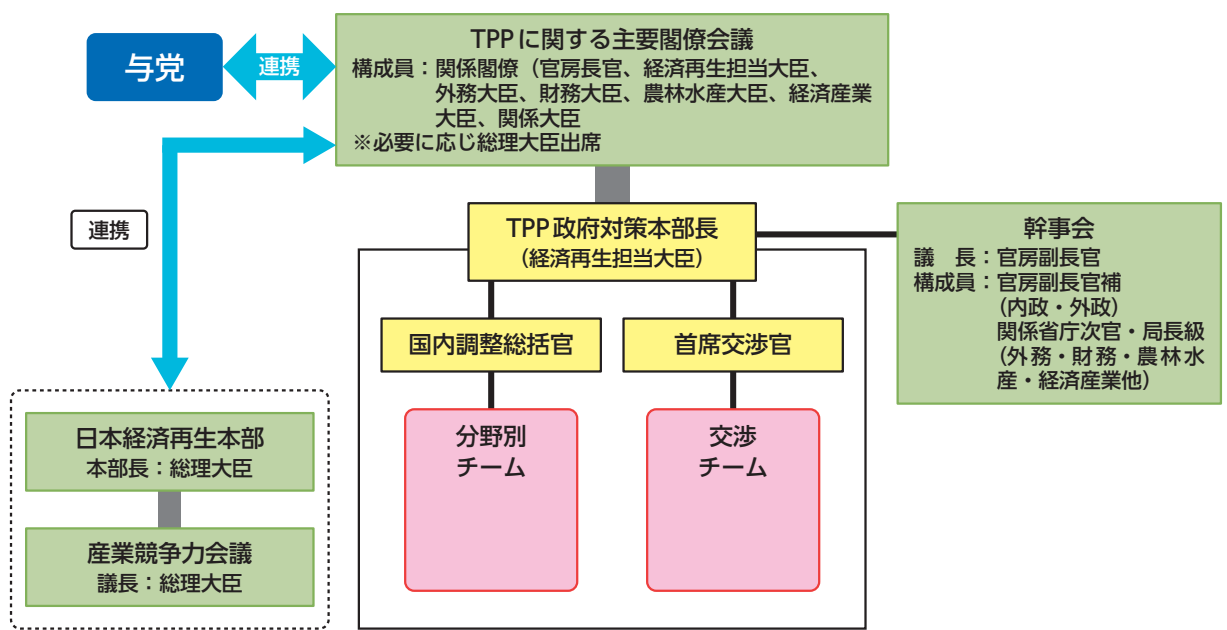 与党
連携
TPPに関する主要閣僚会議
構成員：関係閣僚（官房長官、経済再生担当大臣、
外務大臣、財務大臣、農林水産大臣、経済産業
大臣、関係大臣
※必要に応じ総理大臣出席
連携
TPP政府対策本部長
（経済再生担当大臣）
幹事会
議　長：官房副長官
構成員：官房副長官補
（内政・外政）
関係省庁次官・局長級
（外務・財務・農林水
産・経済産業他）
国内調整総括官
首席交渉官
分野別
チーム
交渉
チーム
日本経済再生本部
本部長：総理大臣
産業競争力会議
議長：総理大臣